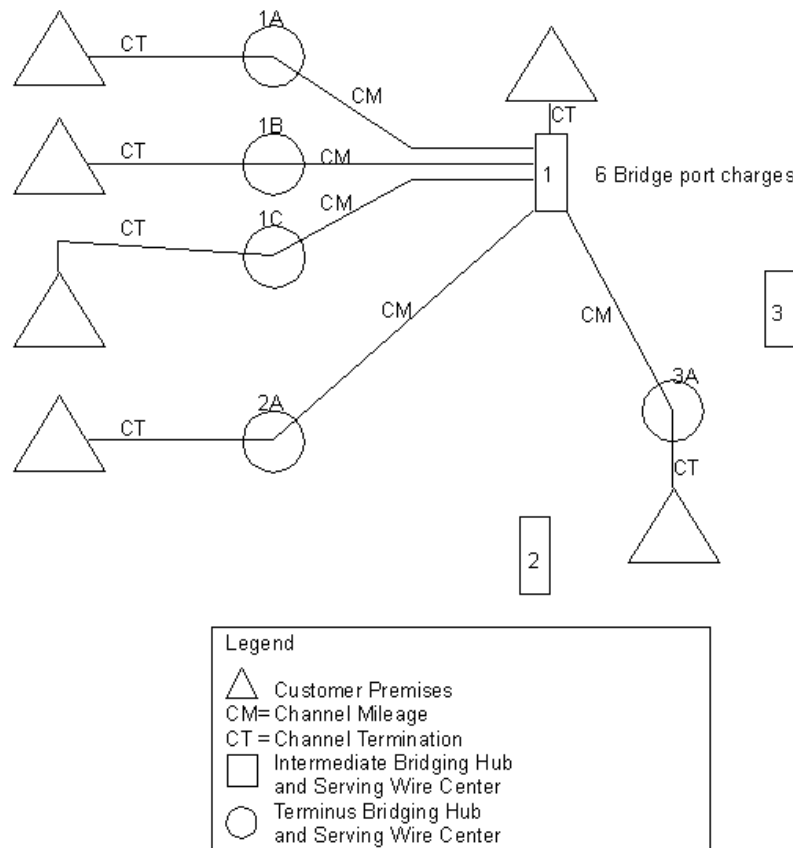 1A
CT
CM
CT
1B
CT
CM
1
6 Bridge port charges
1C
CT
CM
CM
CM
3
2A
CT
3A
CT
2
Legend
Customer Premises
CM= Channel Mileage
CT = Channel Termination
Intermediate Bridging Hub
and Serving Wire Center
Terminus Bridging Hub
and Serving Wire Center